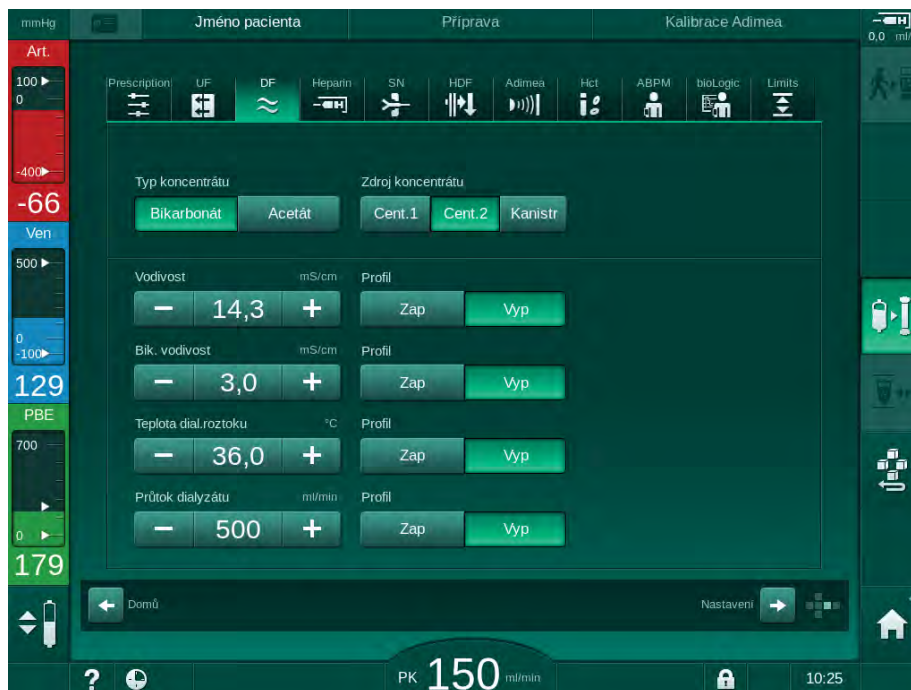 mmHg Jméno pacienta Příprava Kalibrace Adimea 0,0 ml/
Art.
100
0
-400
-66
Ven
500
0
-100
129
PBE
700
0
179
Prescription UF DF Heparin SN HDF Adimea Hct ABPM bioLogic Limits
Typ koncentrátu Zdroj koncentrátu
Bikarbonát Acetát Cent.1 Cent.2 Kanistr
Vodivost mS/cm Profil
− 14,3 + Zap Vyp
Bik. vodivost mS/cm Profil
− 3,0 + Zap Vyp
Teplota dial.roztoku °C Profil
− 36,0 + Zap Vyp
Průtok dialyzátu ml/min Profil
− 500 + Zap Vyp
Domů Nastavení
? PK 150 ml/min 10:25